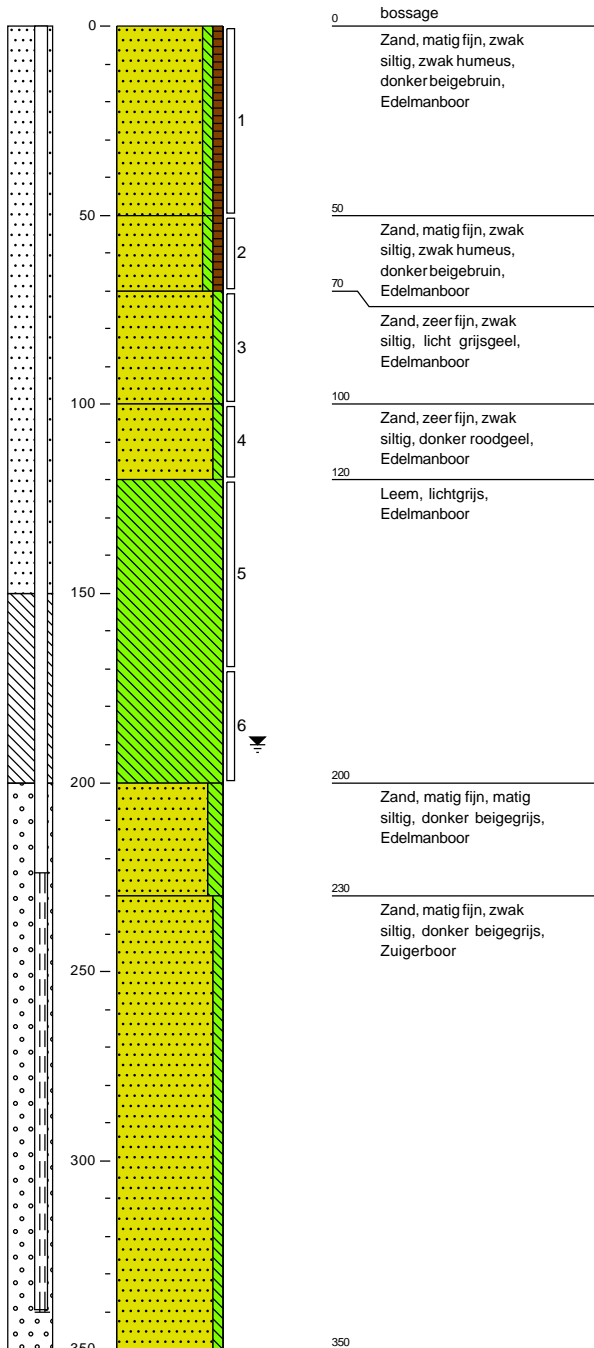 bossage
0
0
Zand, matig fijn, zwak
siltig, zwak humeus,
donker beigebruin,
Edelmanboor
1
50
50
Zand, matig fijn, zwak
siltig, zwak humeus,
donker beigebruin,
Edelmanboor
2
70
Zand, zeer fijn, zwak
siltig, licht grijsgeel,
Edelmanboor
3
100
100
Zand, zeer fijn, zwak
siltig, donker roodgeel,
Edelmanboor
4
120
Leem, lichtgrijs,
Edelmanboor
5
150
6
200
200
Zand, matig fijn, matig
siltig, donker beigegrijs,
Edelmanboor
230
Zand, matig fijn, zwak
siltig, donker beigegrijs,
Zuigerboor
250
300
350
350